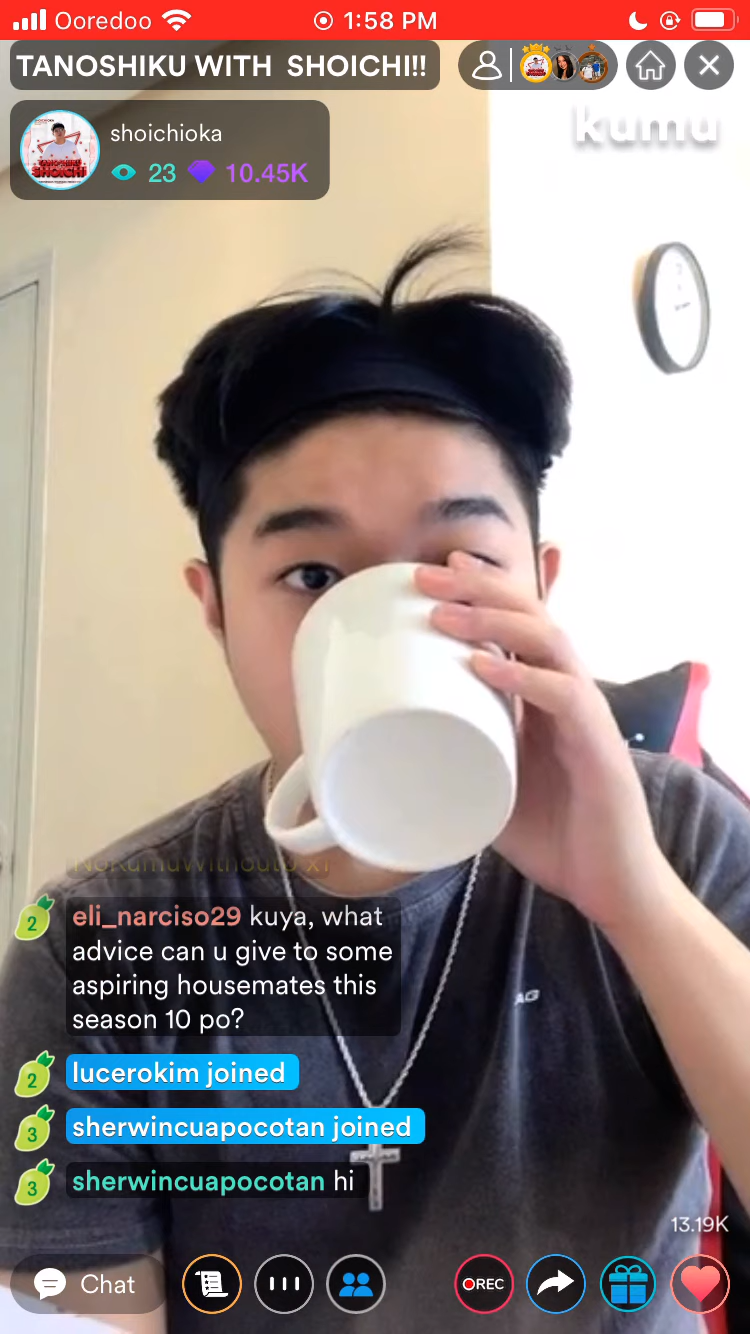 Ooredoo 1:58 PM
TANOSHIKU WITH SHOICHI!!
kumu
shoichioka
TANOSHIKU
SHOICHI
23 10.45K
2 eli_narciso29 kuya, what
advice can u give to some
aspiring housemates this
season 10 po?
2 lucerokim joined
3 sherwincuapocotan joined
3 sherwincuapocotan hi
13.19K
Chat
REC